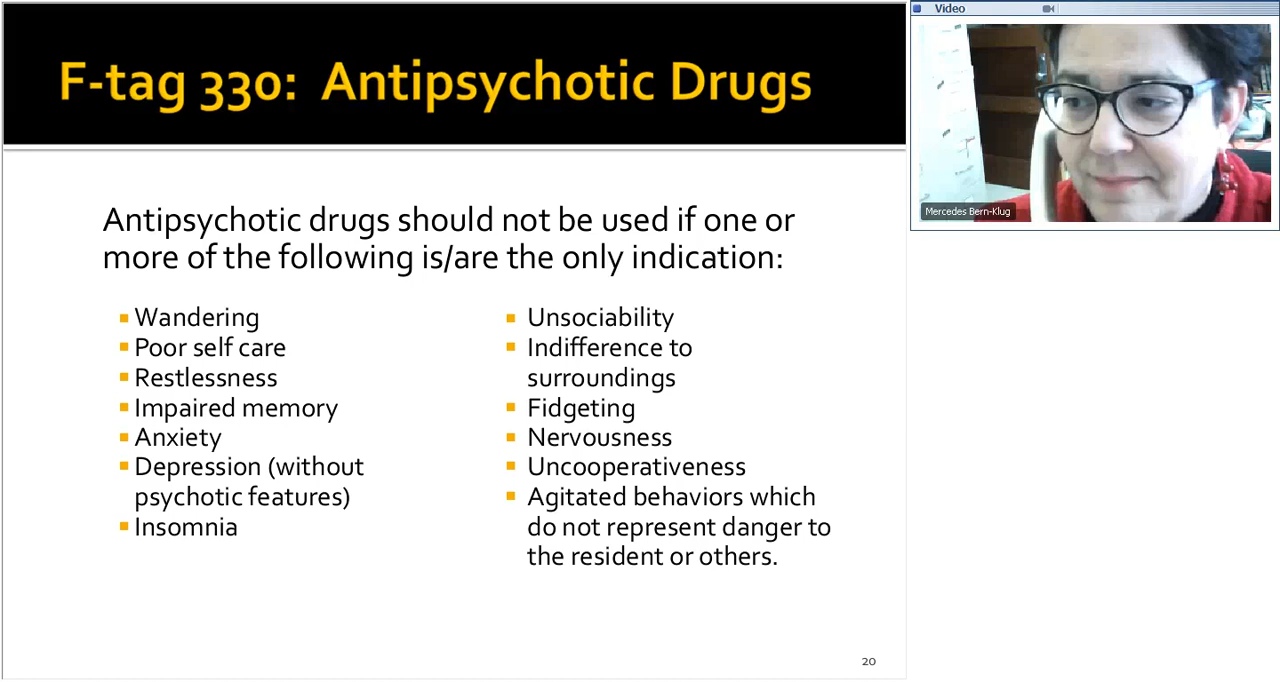 F-tag 330:  Antipsychotic Drugs
Antipsychotic drugs should not be used if one or
more of the following is/are the only indication:
Wandering
Poor self care
Restlessness
Impaired memory
Anxiety
Depression (without
psychotic features)
Insomnia
Unsociability
Indifference to
surroundings
Fidgeting
Nervousness
Uncooperativeness
Agitated behaviors which
do not represent danger to
the resident or others.
20
Video
Mercedes Bern-Klug